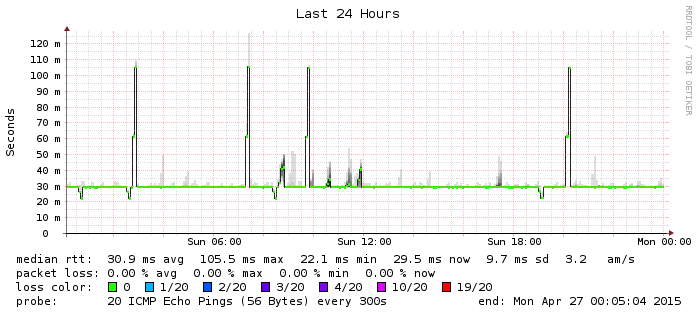 Last 24 Hours
RRDTOOL / TOBI OETIKER
Seconds
120 m
110 m
100 m
90 m
80 m
70 m
60 m
50 m
40 m
30 m
20 m
10 m
0
Sun 06:00 Sun 12:00 Sun 18:00 Mon 00:00
median rtt: 30.9 ms avg 105.5 ms max 22.1 ms min 29.5 ms now 9.7 ms sd 3.2 am/s
packet loss: 0.00 % avg 0.00 % max 0.00 % min 0.00 % now
loss color: 0 1/20 2/20 3/20 4/20 10/20 19/20
probe: 20 ICMP Echo Pings (56 Bytes) every 300s end: Mon Apr 27 00:05:04 2015